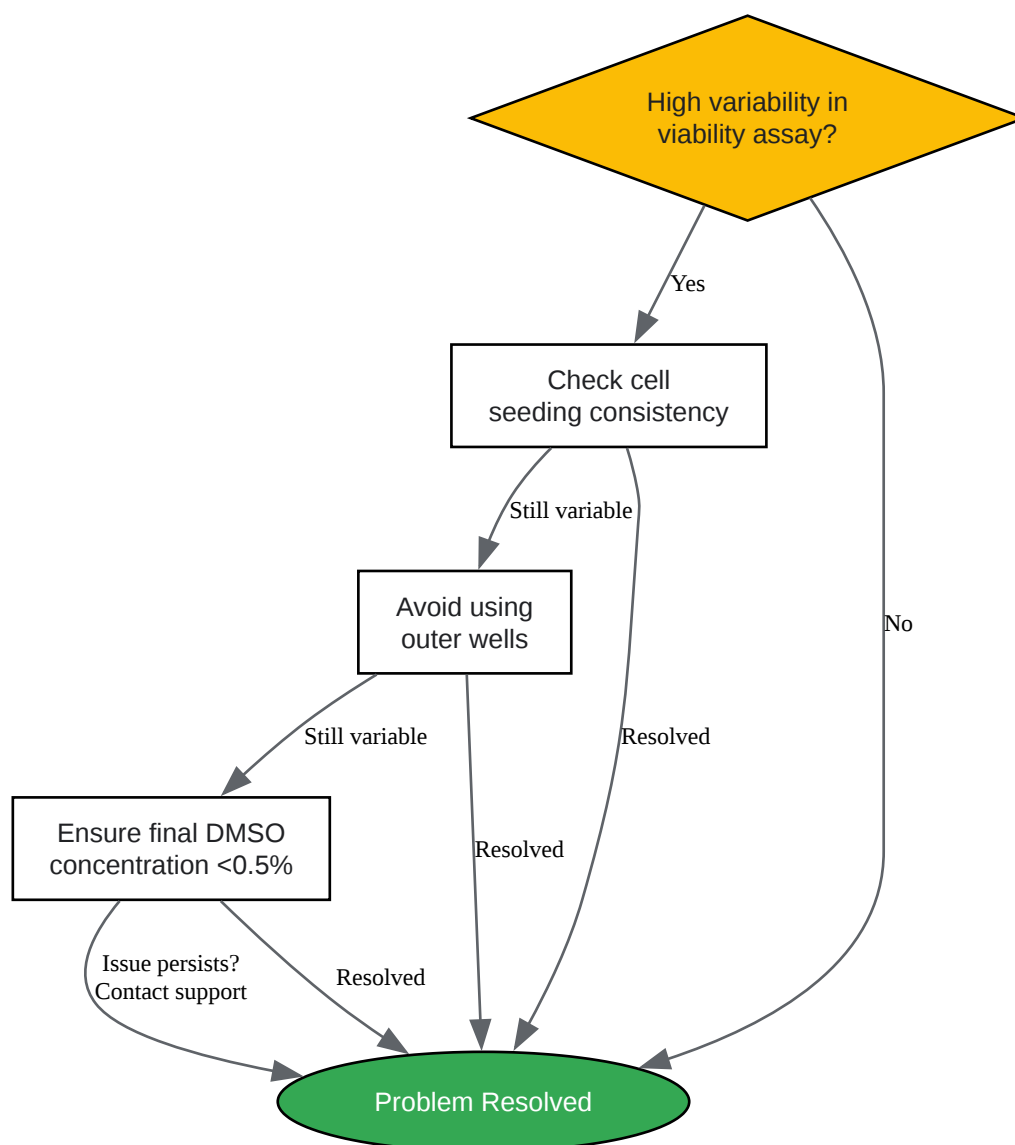 High variability in
viability assay?
Yes
Check cell
seeding consistency
Still variable
Avoid using
outer wells
No
Still variable
Resolved
Ensure final DMSO
concentration <0.5%
Resolved
Issue persists?
Contact support
Resolved
Problem Resolved